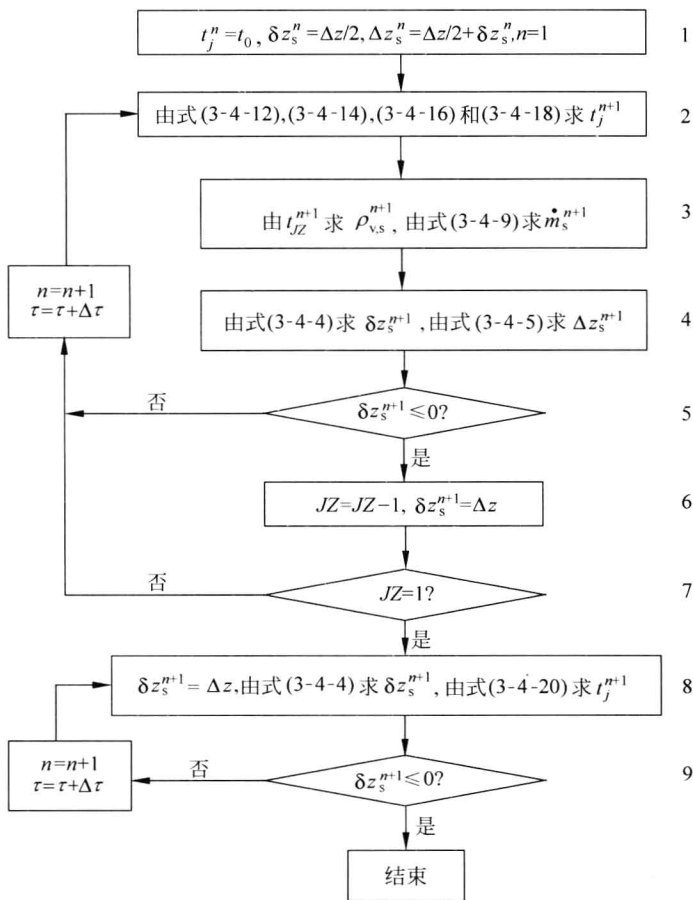 t_j^n=t_0, δz_s^n=Δz/2, Δz_s^n=Δz/2+δz_s^n, n=1 1
由式(3-4-12),(3-4-14),(3-4-16)和(3-4-18)求 t_j^{n+1} 2
由 t_{JZ}^{n+1} 求 ρ_{v,s}^{n+1}, 由式(3-4-9)求 ṁ_s^{n+1} 3
n=n+1
τ=τ+Δτ
由式(3-4-4)求 δz_s^{n+1}, 由式(3-4-5)求 Δz_s^{n+1} 4
否
δz_s^{n+1}≤0? 5
是
JZ=JZ-1, δz_s^{n+1}=Δz 6
否
JZ=1? 7
是
δz_s^{n+1}=Δz,由式(3-4-4)求 δz_s^{n+1}, 由式(3-4-20)求 t_j^{n+1} 8
n=n+1
τ=τ+Δτ
否
δz_s^{n+1}≤0? 9
是
结束